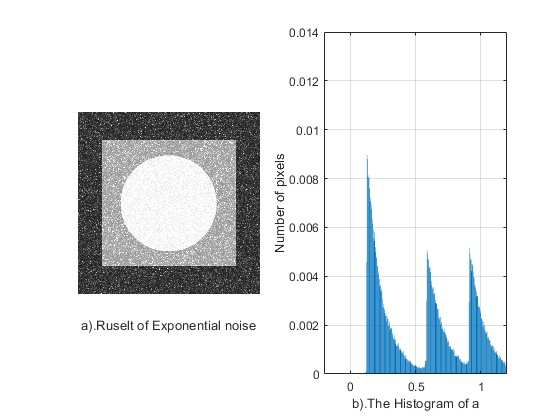 a).Ruselt of Exponential noise
0.014
0.012
0.01
0.008
0.006
0.004
0.002
0
Number of pixels
0 0.5 1
b).The Histogram of a